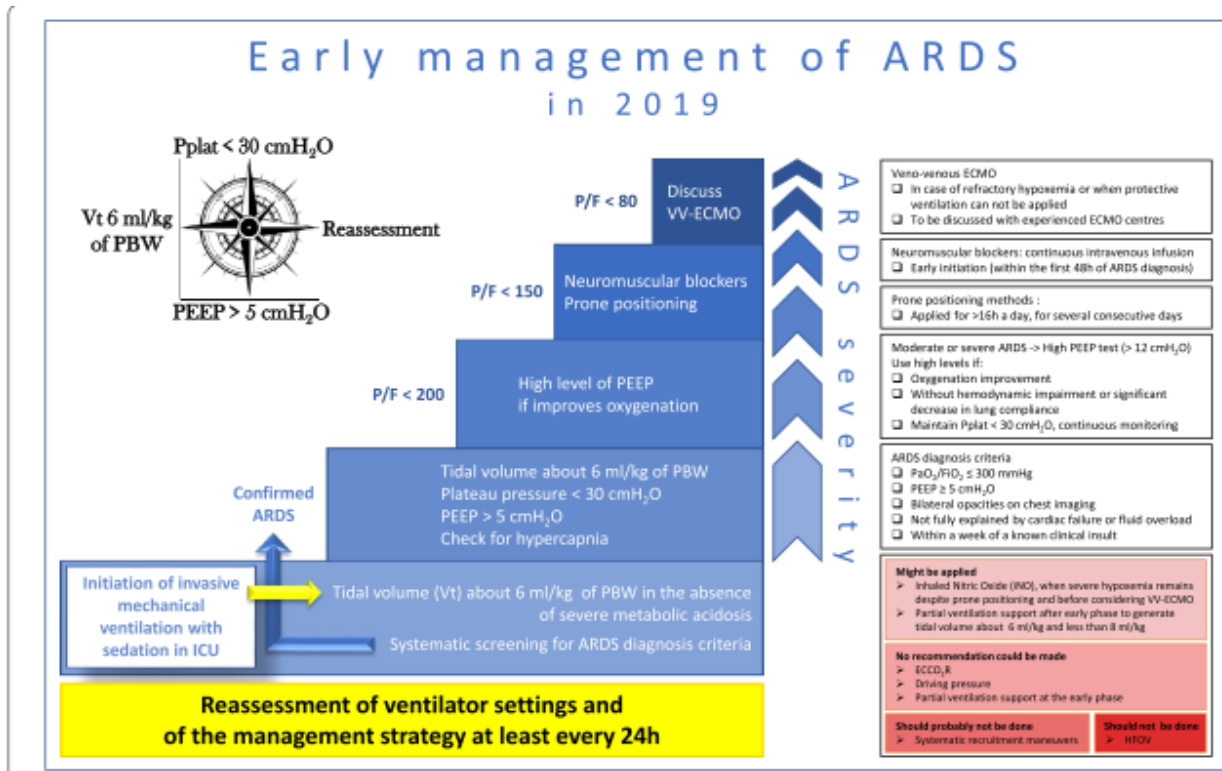 Early management of ARDS
in 2019
Pplat < 30 cmH₂O
Vt 6 ml/kg
of PBW
Reassessment
PEEP > 5 cmH₂O
P/F < 80
Discuss
VV-ECMO
P/F < 150
Neuromuscular blockers
Prone positioning
P/F < 200
High level of PEEP
if improves oxygenation
Confirmed
ARDS
Tidal volume about 6 ml/kg of PBW
Plateau pressure < 30 cmH₂O
PEEP > 5 cmH₂O
Check for hypercapnia
Initiation of invasive
mechanical
ventilation with
sedation in ICU
Tidal volume (Vt) about 6 ml/kg of PBW in the absence
of severe metabolic acidosis
Systematic screening for ARDS diagnosis criteria
Reassessment of ventilator settings and
of the management strategy at least every 24h
ARDS severity
Veno-venous ECMO
❑ In case of refractory hypoxemia or when protective
ventilation can not be applied
❑ To be discussed with experienced ECMO centres
Neuromuscular blockers: continuous intravenous infusion
❑ Early initiation (within the first 48h of ARDS diagnosis)
Prone positioning methods :
❑ Applied for >16h a day, for several consecutive days
Moderate or severe ARDS -> High PEEP test (> 12 cmH₂O)
Use high levels if:
❑ Oxygenation improvement
❑ Without hemodynamic impairment or significant
decrease in lung compliance
❑ Maintain Pplat < 30 cmH₂O, continuous monitoring
ARDS diagnosis criteria
❑ PaO₂/FiO₂ ≤ 300 mmHg
❑ PEEP ≥ 5 cmH₂O
❑ Bilateral opacities on chest imaging
❑ Not fully explained by cardiac failure or fluid overload
❑ Within a week of a known clinical insult
Might be applied
➢ Inhaled Nitric Oxide (iNO), when severe hypoxemia remains
despite prone positioning and before considering VV-ECMO
➢ Partial ventilation support after early phase to generate
tidal volume about 6 ml/kg and less than 8 ml/kg
No recommendation could be made
➢ ECCO₂R
➢ Driving pressure
➢ Partial ventilation support at the early phase
Should probably not be done
➢ Systematic recruitment maneuvers
Should not be done
➢ HFOV